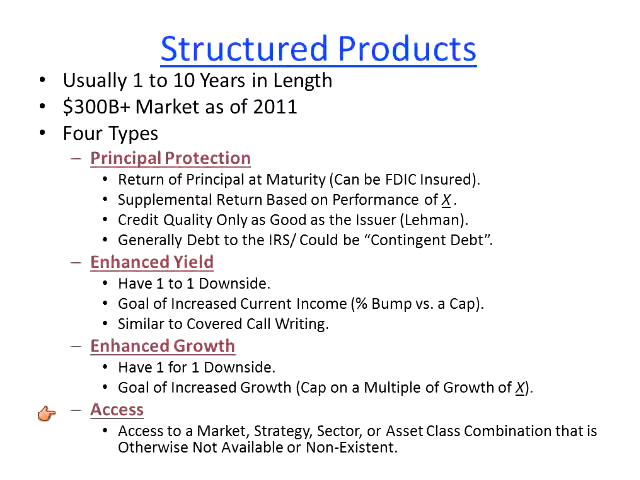 Structured Products
• Usually 1 to 10 Years in Length
• $300B+ Market as of 2011
• Four Types
– Principal Protection
• Return of Principal at Maturity (Can be FDIC Insured).
• Supplemental Return Based on Performance of X .
• Credit Quality Only as Good as the Issuer (Lehman).
• Generally Debt to the IRS/ Could be “Contingent Debt”.
– Enhanced Yield
• Have 1 to 1 Downside.
• Goal of Increased Current Income (% Bump vs. a Cap).
• Similar to Covered Call Writing.
– Enhanced Growth
• Have 1 for 1 Downside.
• Goal of Increased Growth (Cap on a Multiple of Growth of X).
– Access
• Access to a Market, Strategy, Sector, or Asset Class Combination that is
Otherwise Not Available or Non-Existent.